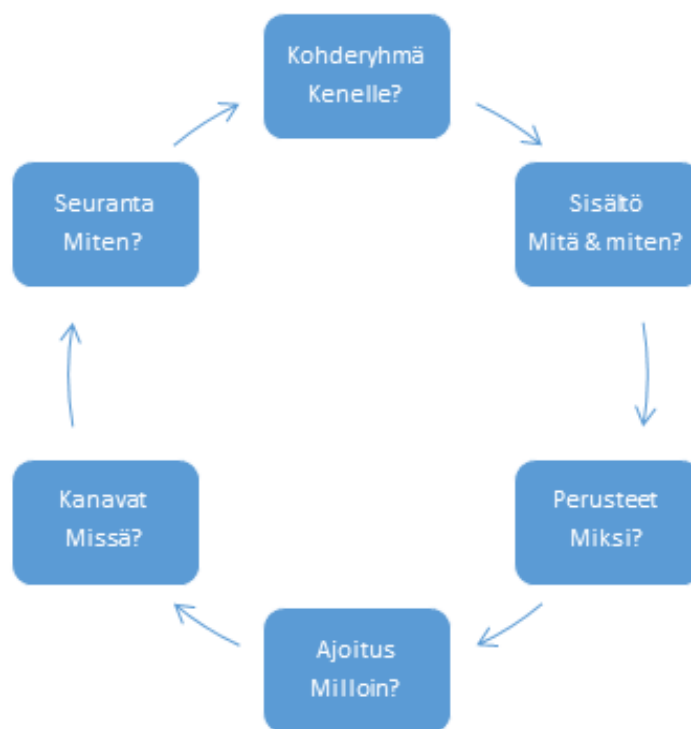 Kohderyhmä
Kenelle?
Sisältö
Mitä & miten?
Perusteet
Miksi?
Ajoitus
Milloin?
Kanavat
Missä?
Seuranta
Miten?